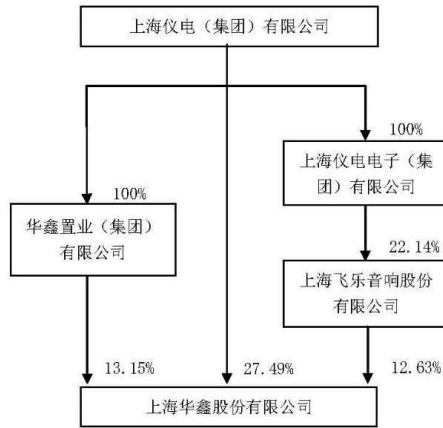 上海仪电（集团）有限公司
100%
上海仪电电子（集
团）有限公司
100%
华鑫置业（集团）
有限公司
22.14%
上海飞乐音响股份
有限公司
13.15%
27.49%
12.63%
上海华鑫股份有限公司